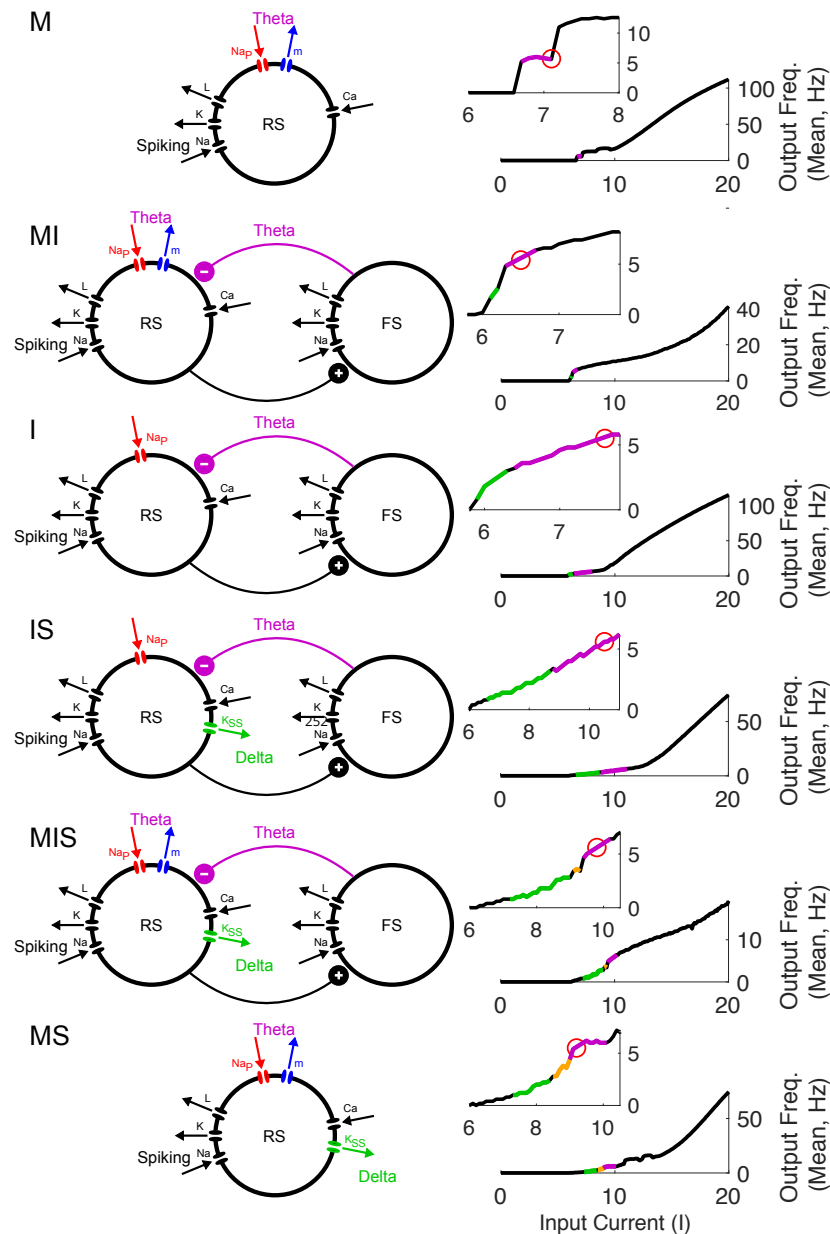 M
Theta
NaP
m
L
Ca
K
RS
Spiking
Na
10
5
0
6 7 8
100
50
0
0 10 20
Output Freq.
(Mean, Hz)
MI
Theta
Theta
NaP
m
−
L
Ca
L
K
RS
K
FS
Spiking
Na
Na
+
5
0
6 7
40
20
0
0 10 20
Output Freq.
(Mean, Hz)
I
Theta
NaP
−
L
Ca
L
K
RS
K
FS
Spiking
Na
Na
+
5
0
6 7
100
50
0
0 10 20
Output Freq.
(Mean, Hz)
IS
Theta
NaP
−
L
Ca
L
K
RS
KSS
K
252
FS
Spiking
Na
Na
Delta
+
5
0
6 8 10
50
0
0 10 20
Output Freq.
(Mean, Hz)
MIS
Theta
Theta
NaP
m
−
L
Ca
L
K
RS
KSS
K
FS
Spiking
Na
Na
Delta
+
5
0
6 8 10
10
0
0 10 20
Output Freq.
(Mean, Hz)
MS
Theta
NaP
m
L
Ca
K
RS
KSS
Spiking
Na
Delta
5
0
6 8 10
50
0
0 10 20
Output Freq.
(Mean, Hz)
Input Current (I)